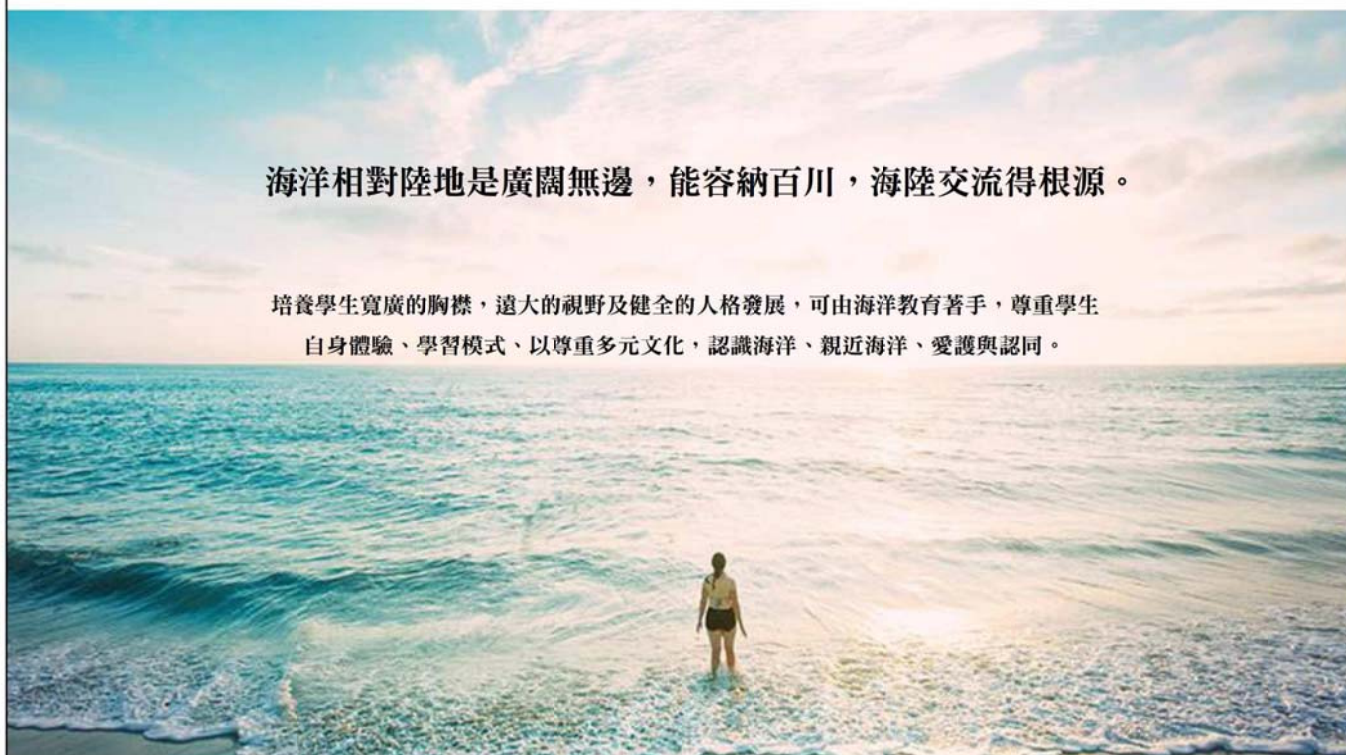 海洋相對陸地是廣闊無邊，能容納百川，海陸交流得根源。
培養學生寬廣的胸襟，遠大的視野及健全的人格發展，可由海洋教育著手，尊重學生
自身體驗、學習模式、以尊重多元文化，認識海洋、親近海洋、愛護與認同。